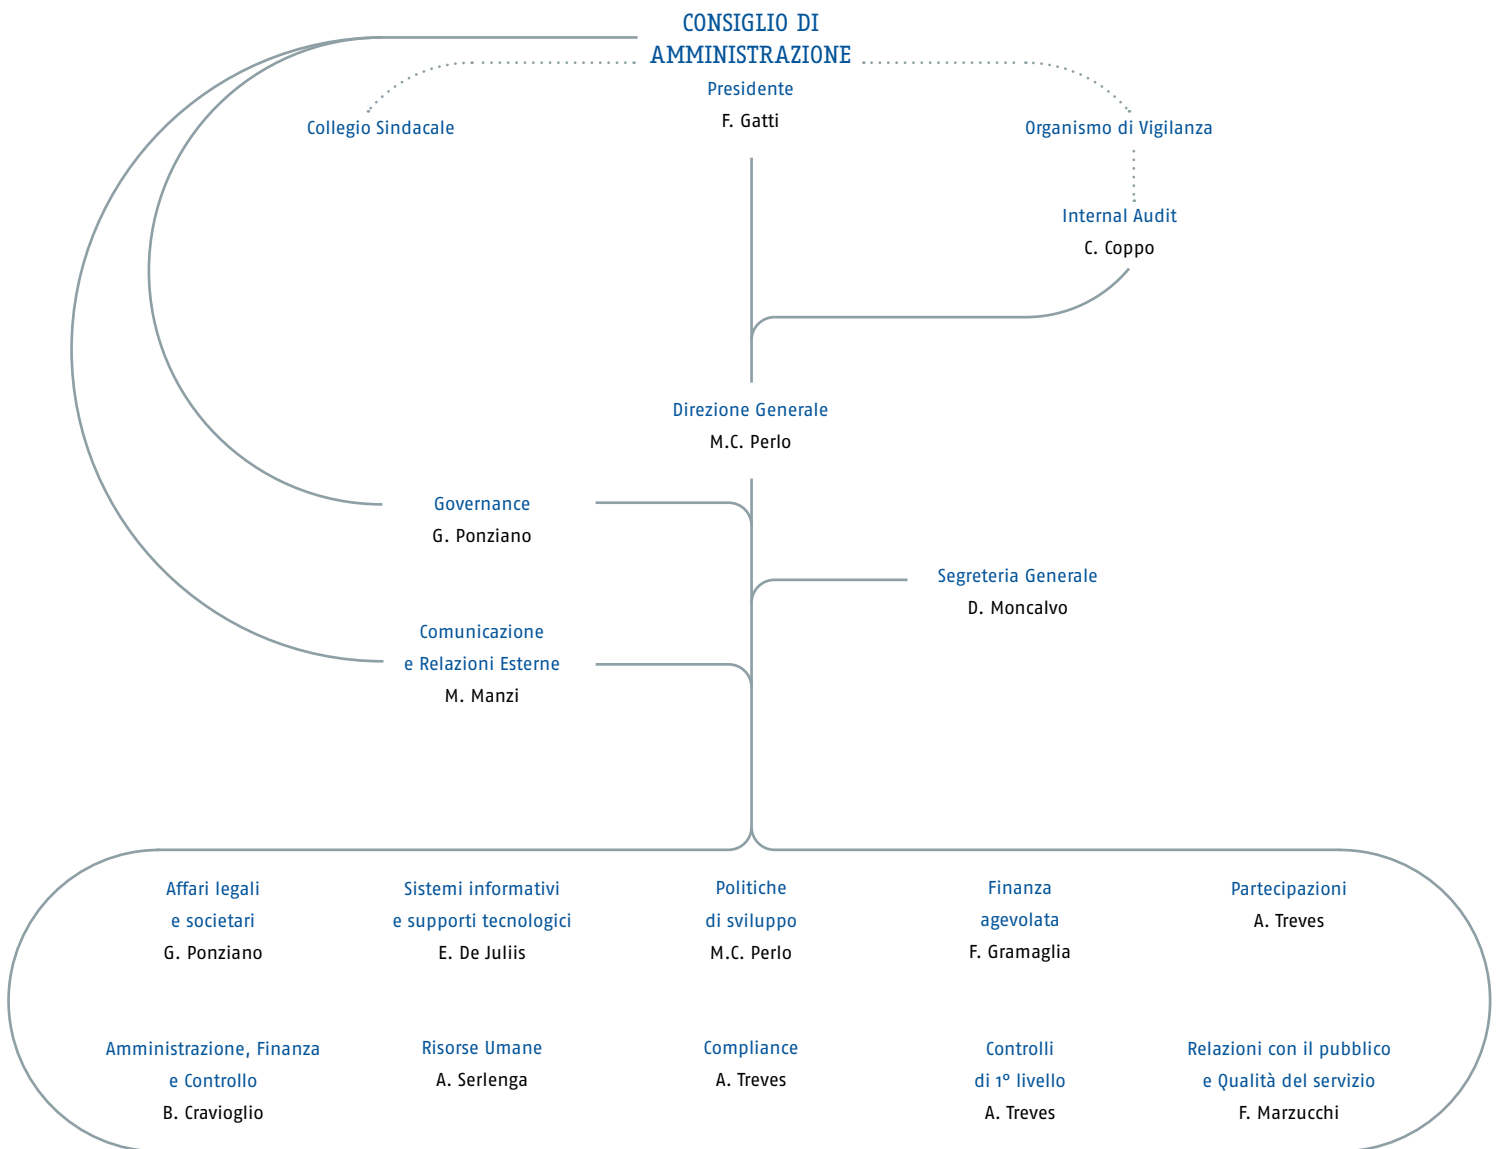 CONSIGLIO DI
AMMINISTRAZIONE
Presidente
F. Gatti
Collegio Sindacale
Organismo di Vigilanza
Internal Audit
C. Coppo
Direzione Generale
M.C. Perlo
Governance
G. Ponziano
Segreteria Generale
D. Moncalvo
Comunicazione
e Relazioni Esterne
M. Manzi
Affari legali
e societari
G. Ponziano
Sistemi informativi
e supporti tecnologici
E. De Juliis
Politiche
di sviluppo
M.C. Perlo
Finanza
agevolata
F. Gramaglia
Partecipazioni
A. Treves
Amministrazione, Finanza
e Controllo
B. Cravioglio
Risorse Umane
A. Serlenga
Compliance
A. Treves
Controlli
di 1° livello
A. Treves
Relazioni con il pubblico
e Qualità del servizio
F. Marzucchi